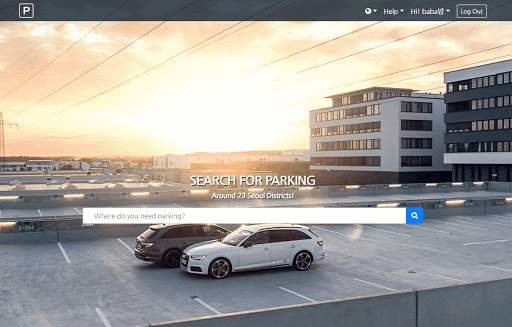 P
Help
Hi! baba밥
Log Out
SEARCH FOR PARKING
Around 23 Seoul Districts!
Where do you need parking?